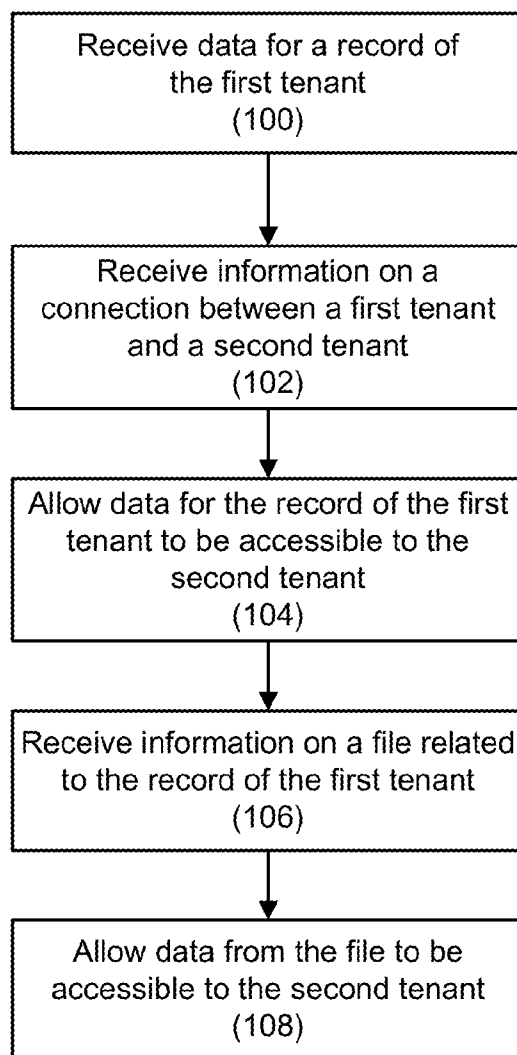 Receive data for a record of
the first tenant
(100)
Receive information on a
connection between a first tenant
and a second tenant
(102)
Allow data for the record of the first
tenant to be accessible to the
second tenant
(104)
Receive information on a file related
to the record of the first tenant
(106)
Allow data from the file to be
accessible to the second tenant
(108)